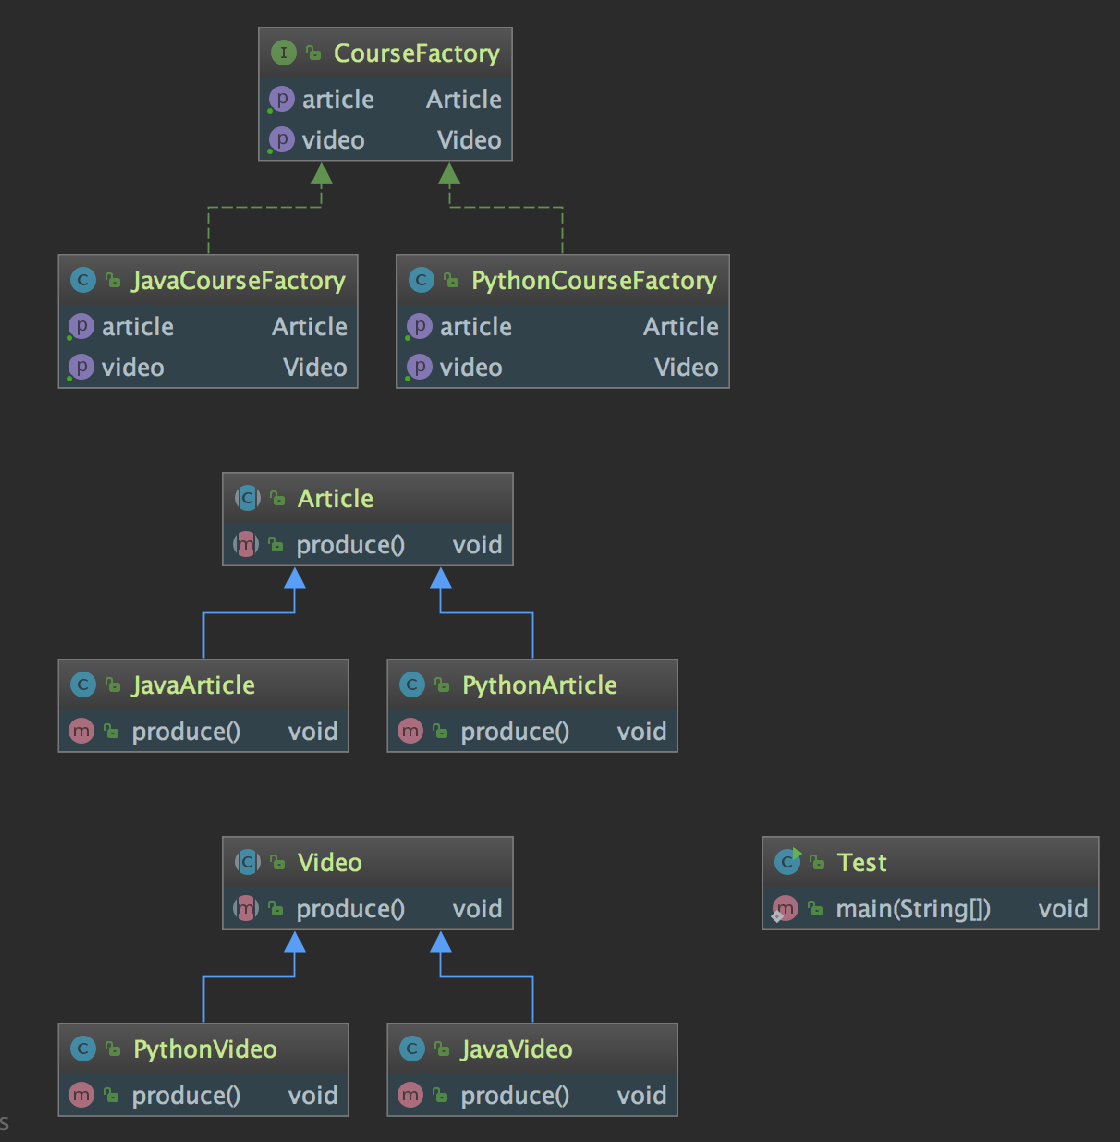 I CourseFactory
p article Article
p video Video
C JavaCourseFactory
p article Article
p video Video
C PythonCourseFactory
p article Article
p video Video
C Article
m produce() void
C JavaArticle
m produce() void
C PythonArticle
m produce() void
C Video
m produce() void
C Test
m main(String[]) void
C PythonVideo
m produce() void
C JavaVideo
m produce() void
s